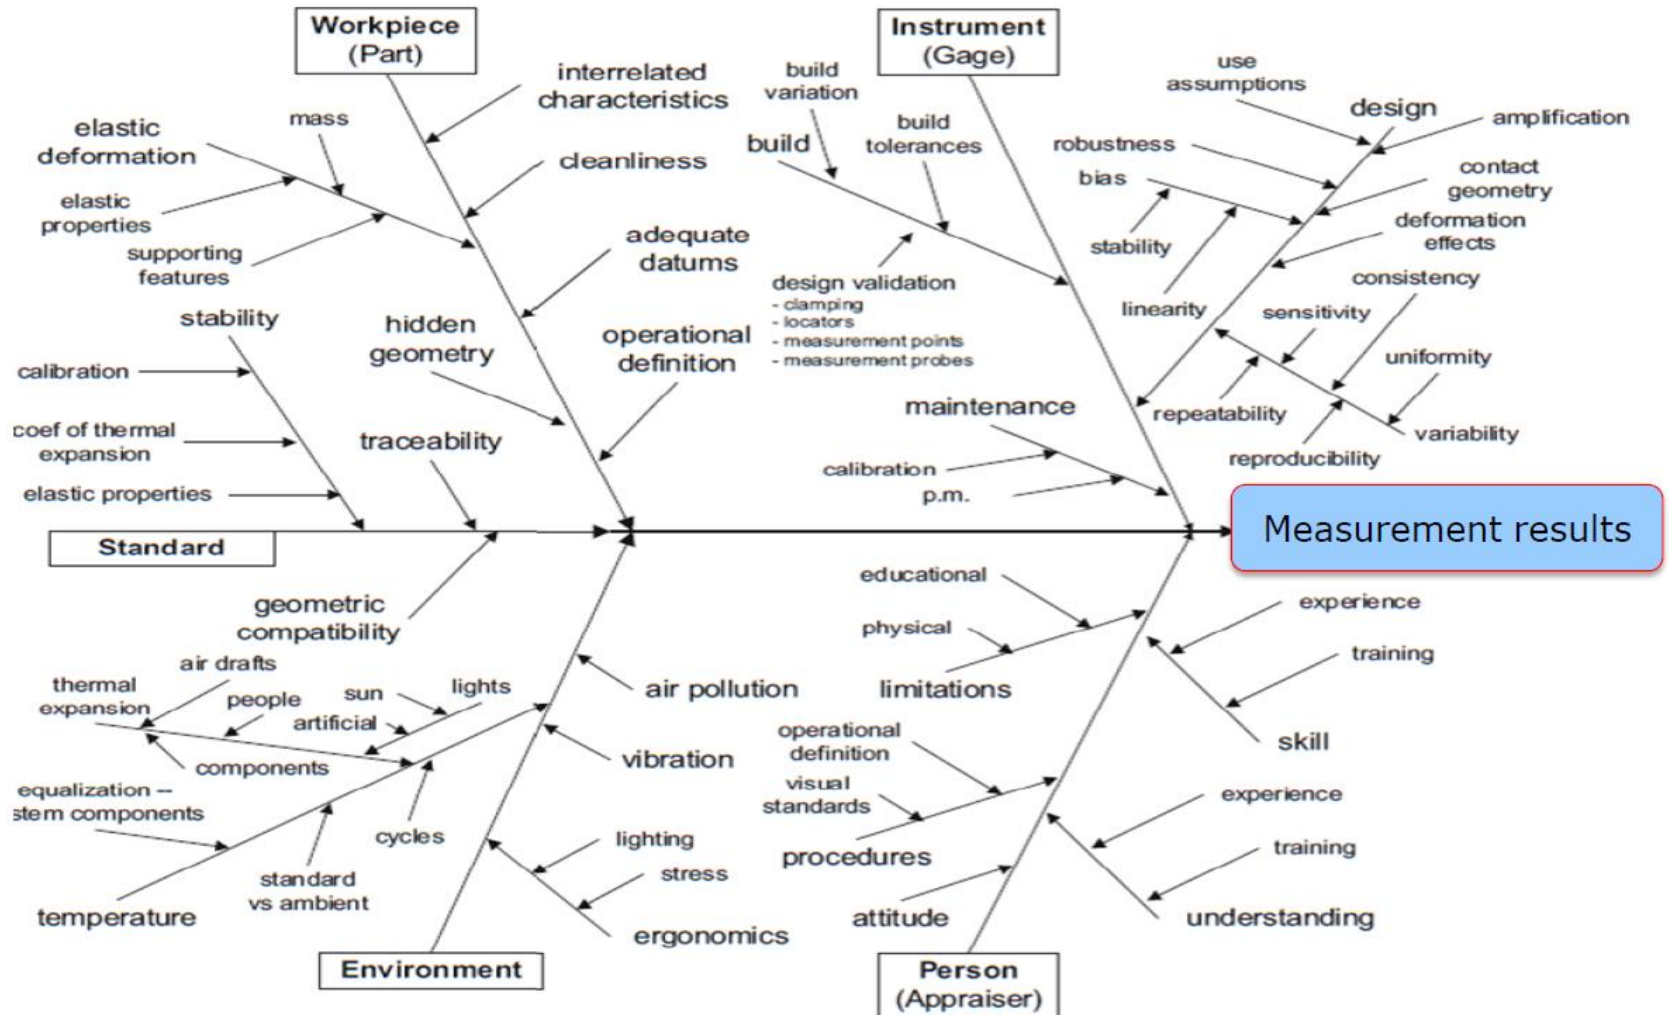 Workpiece
(Part)
interrelated
characteristics
mass
elastic
deformation
cleanliness
elastic
properties
supporting
features
adequate
datums
stability
hidden
geometry
operational
definition
calibration
coef of thermal
expansion
traceability
elastic properties
Standard
geometric
compatibility
Instrument
(Gage)
build
variation
build
build
tolerances
design validation
- clamping
- locators
- measurement points
- measurement probes
use
assumptions
design
amplification
robustness
bias
contact
geometry
deformation
effects
stability
linearity
consistency
sensitivity
uniformity
repeatability
variability
reproducibility
maintenance
calibration
p.m.
Measurement results
air drafts
thermal
expansion
people
sun
lights
artificial
components
equalization --
stem components
cycles
standard
vs ambient
temperature
air pollution
vibration
lighting
stress
ergonomics
Environment
educational
physical
limitations
experience
training
skill
operational
definition
visual
standards
procedures
experience
training
attitude
understanding
Person
(Appraiser)